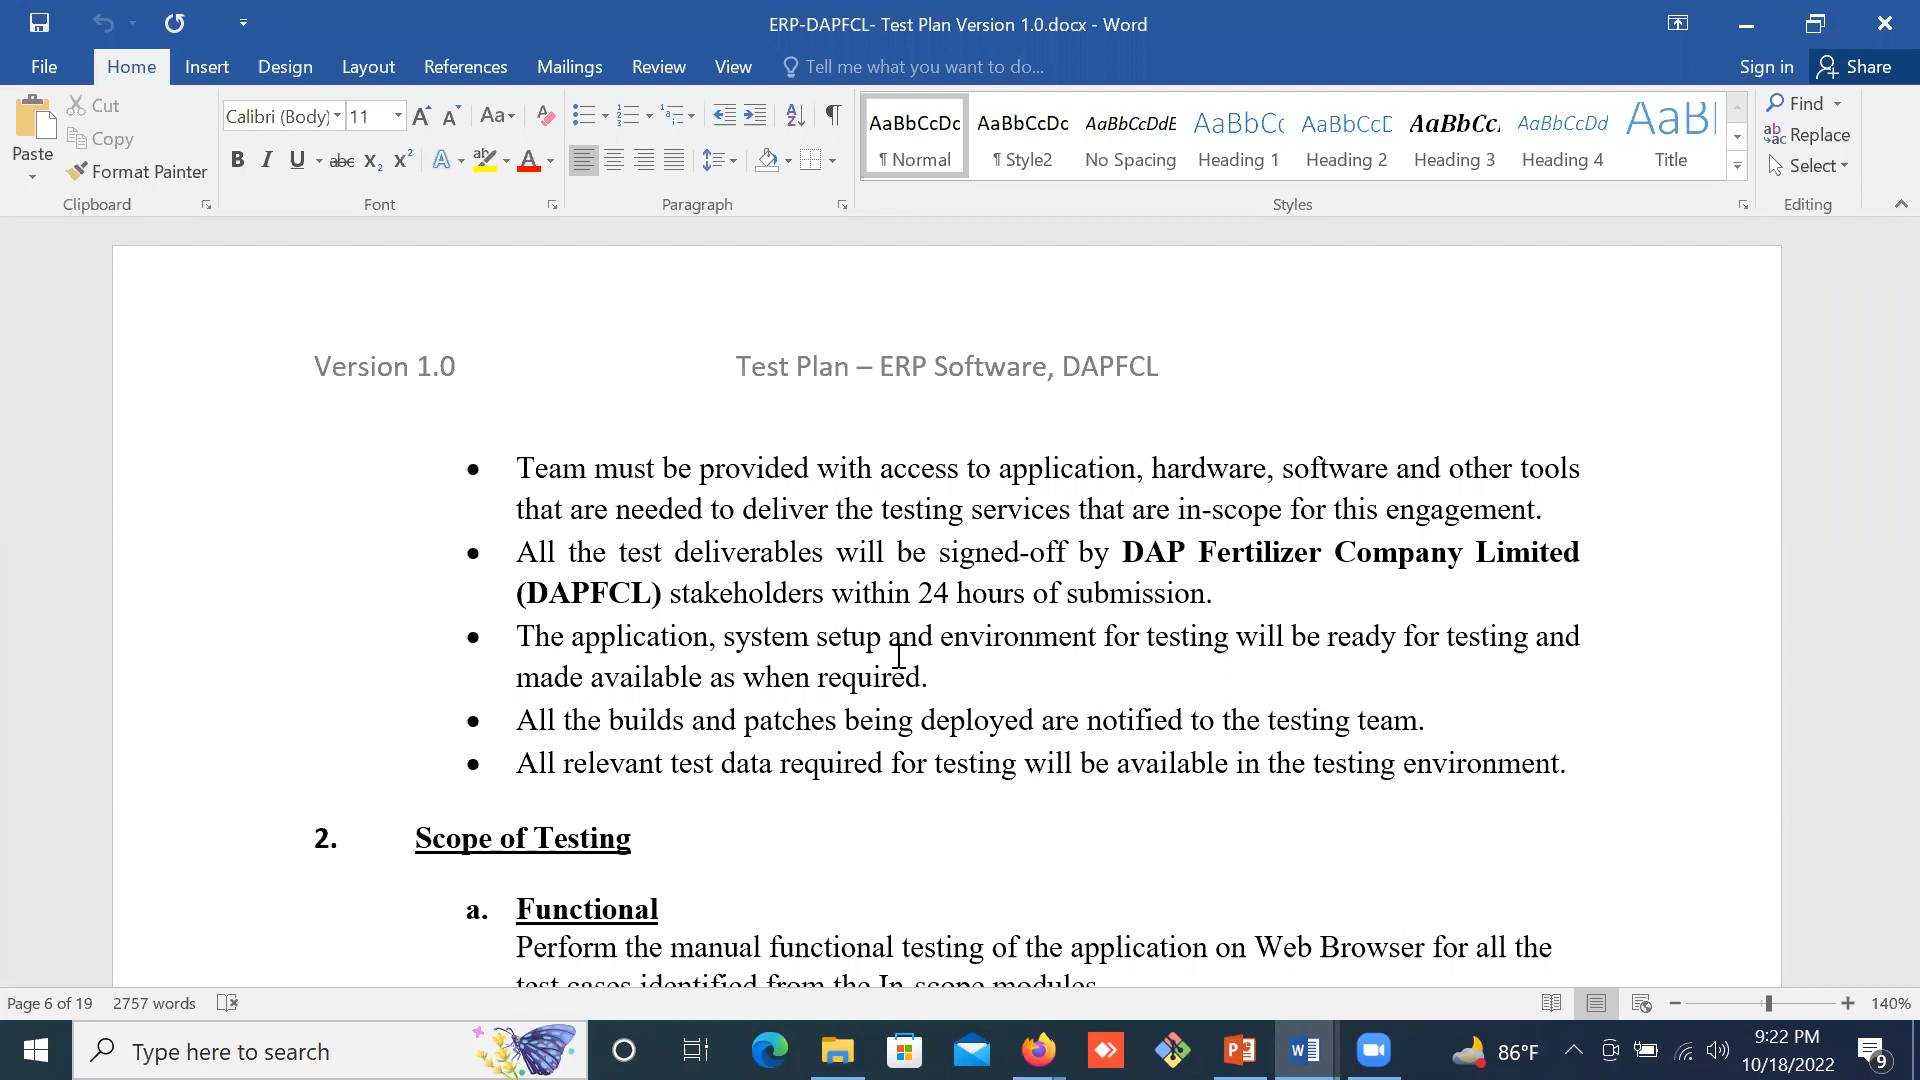 ERP-DAPFCL- Test Plan Version 1.0.docx - Word
File Home Insert Design Layout References Mailings Review View Tell me what you want to do... Sign in Share
Paste
Cut
Copy
Format Painter
Clipboard
Calibri (Body) 11
Font
Paragraph
AaBbCcDc AaBbCcDc AaBbCcDdE AaBbCc AaBbCcD AaBbCc AaBbCcDd AaB
¶ Normal ¶ Style2 No Spacing Heading 1 Heading 2 Heading 3 Heading 4 Title
Styles
Find
Replace
Select
Editing
Version 1.0 Test Plan – ERP Software, DAPFCL
• Team must be provided with access to application, hardware, software and other tools
that are needed to deliver the testing services that are in-scope for this engagement.
• All the test deliverables will be signed-off by DAP Fertilizer Company Limited
(DAPFCL) stakeholders within 24 hours of submission.
• The application, system setup and environment for testing will be ready for testing and
made available as when required.
• All the builds and patches being deployed are notified to the testing team.
• All relevant test data required for testing will be available in the testing environment.
2. Scope of Testing
a. Functional
Perform the manual functional testing of the application on Web Browser for all the
test cases identified from the In-scope modules.
Page 6 of 19 2757 words 140%
Type here to search
86°F
9:22 PM
10/18/2022
9